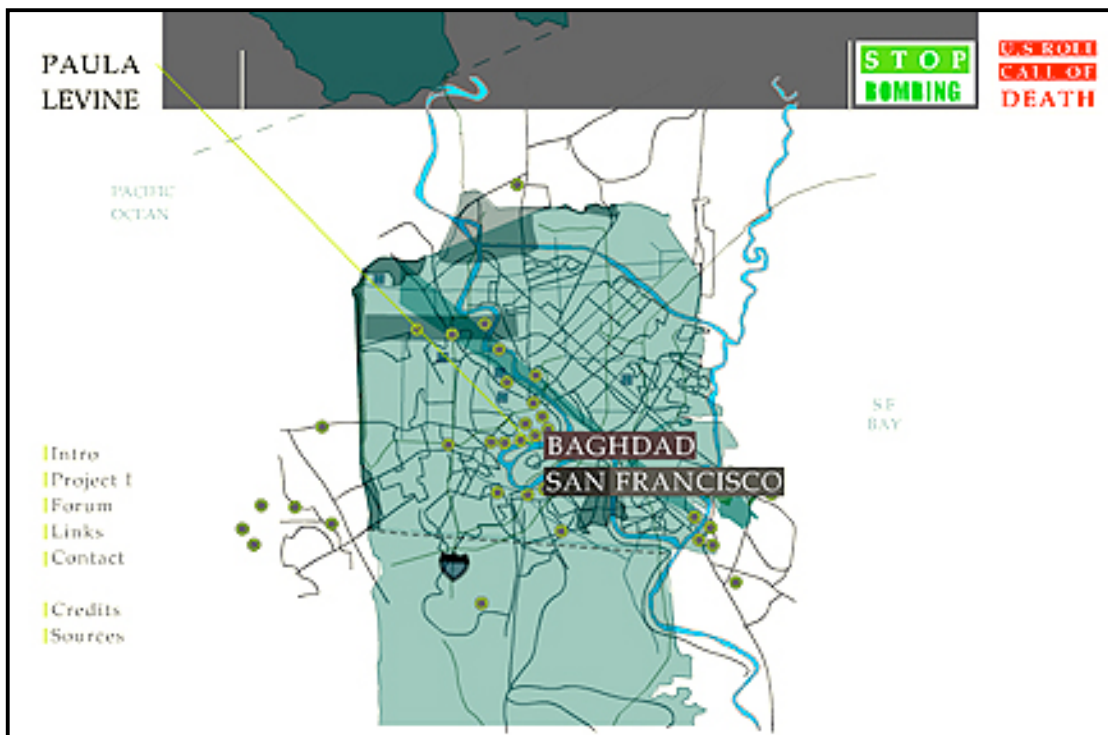 PAULA
LEVINE
STOP
BOMBING
U.S ROLL
CALL OF
DEATH
PACIFIC
OCEAN
S F
BAY
BAGHDAD
SAN FRANCISCO
Intro
Project I
Forum
Links
Contact
Credits
Sources